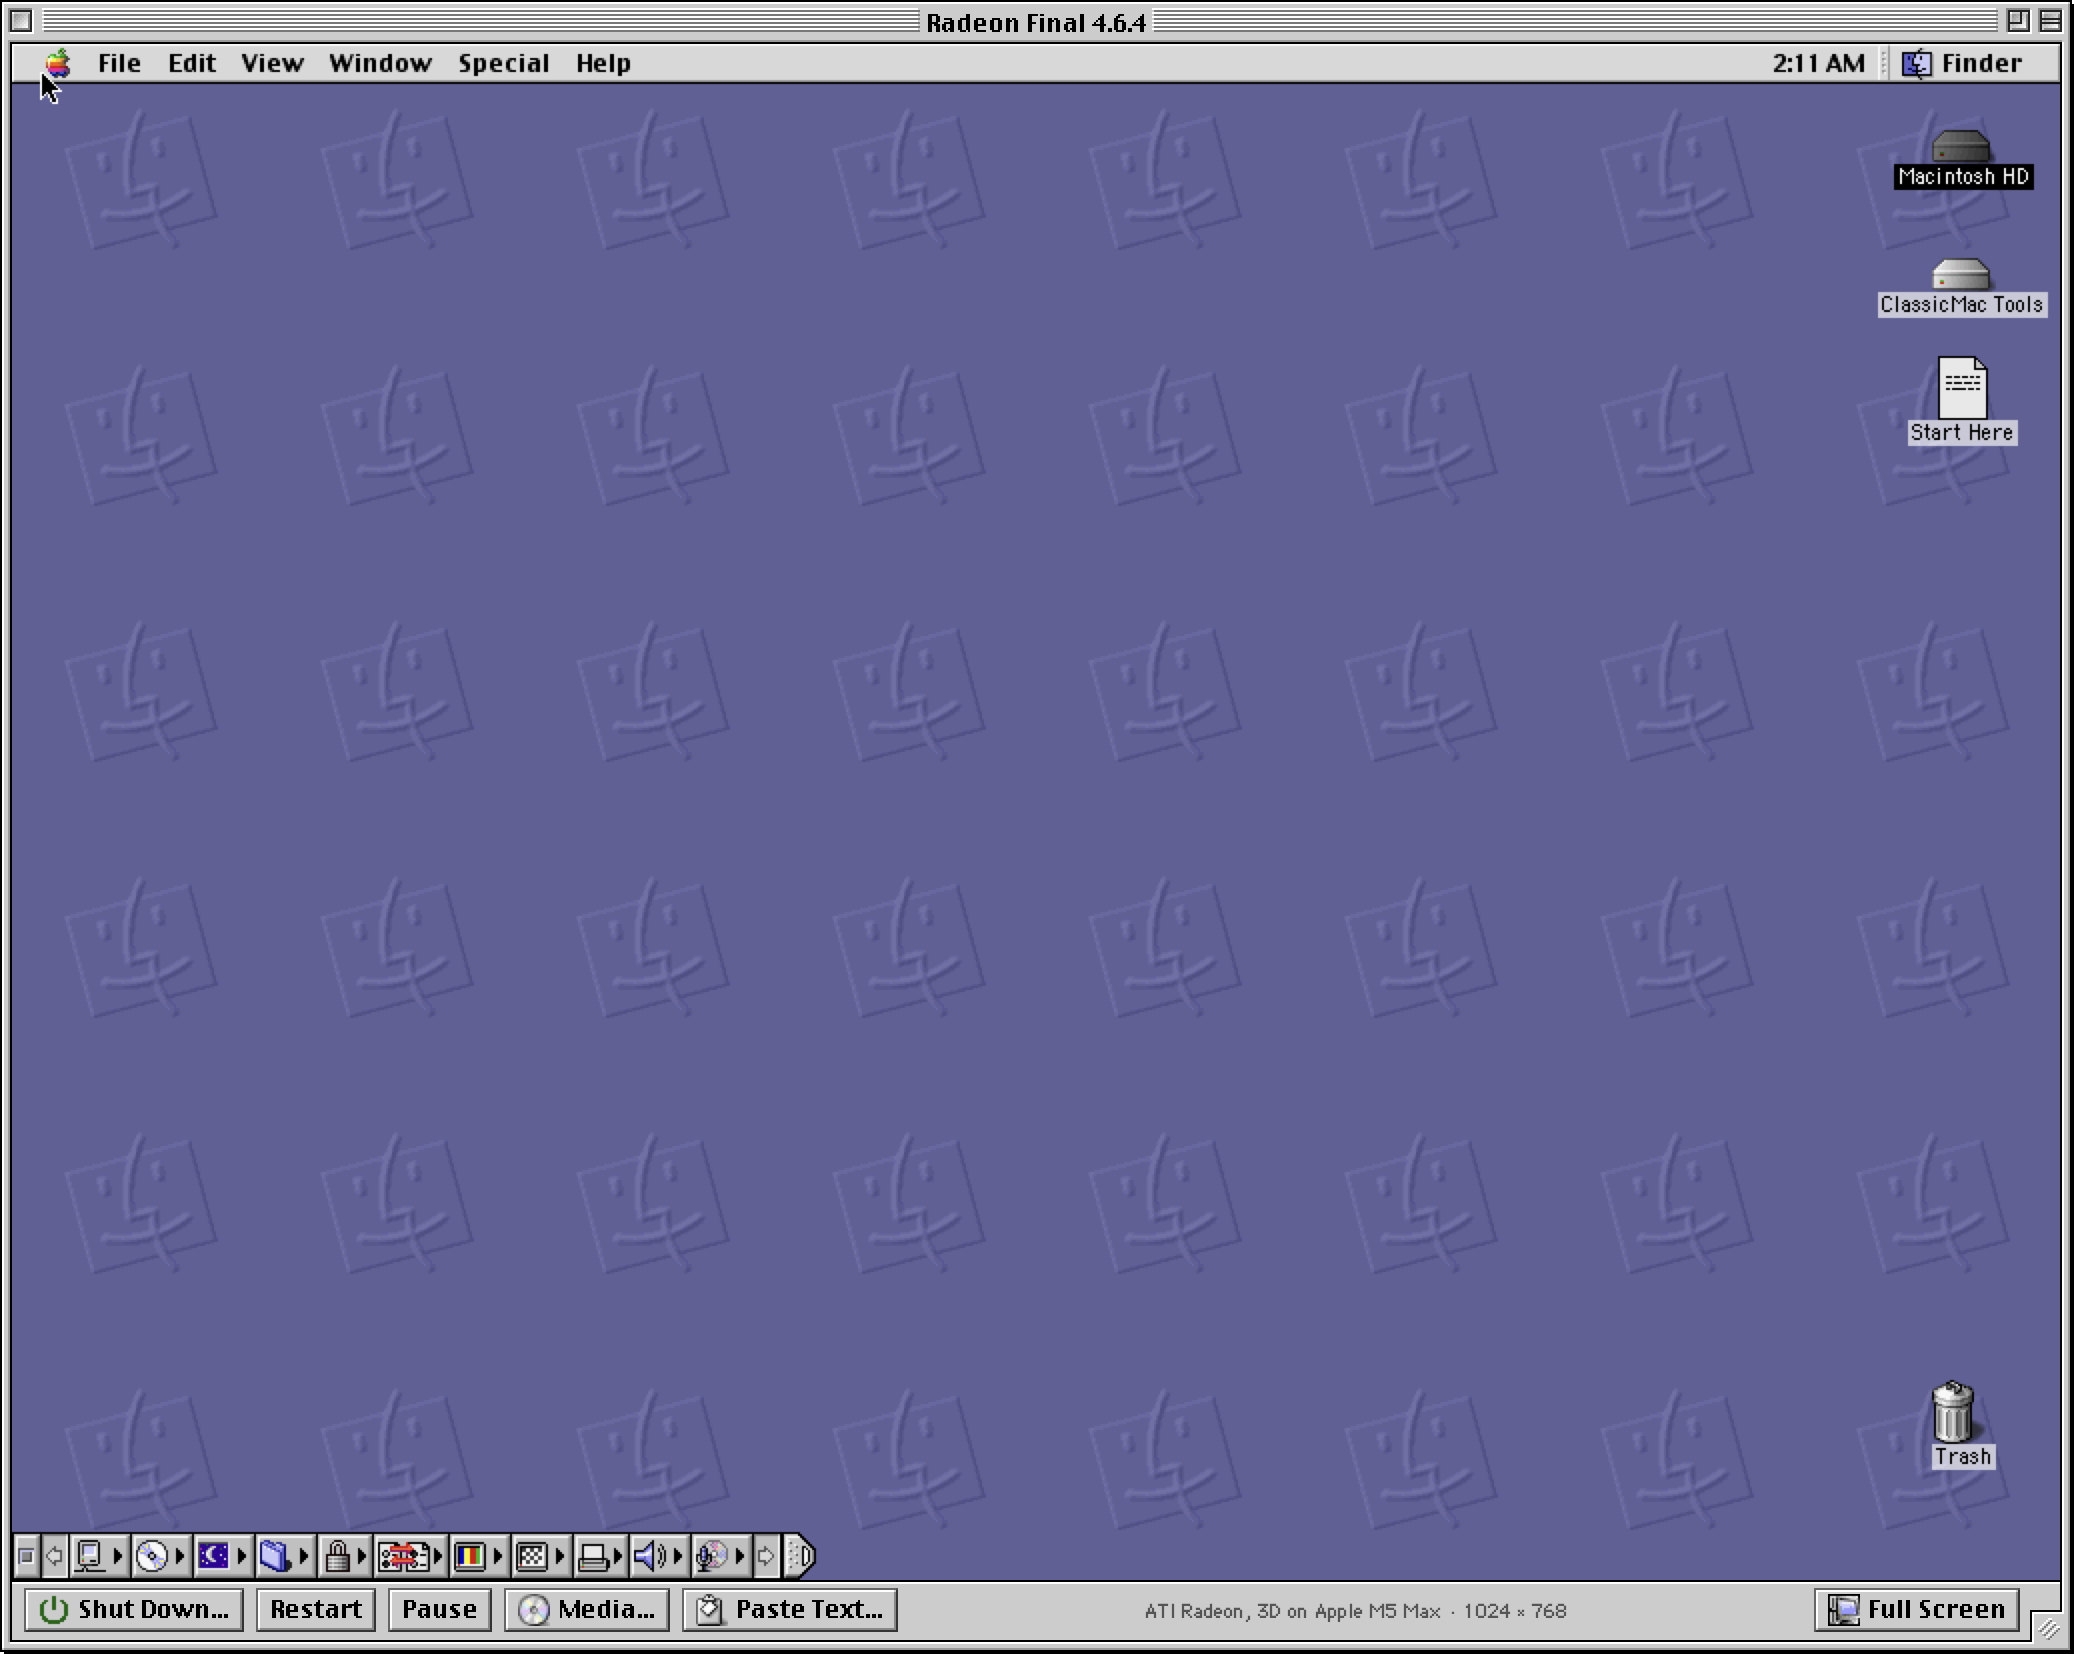 Radeon Final 4.6.4
File Edit View Window Special Help 2:11 AM Finder
Macintosh HD
ClassicMac Tools
Start Here
Trash
Shut Down... Restart Pause Media... Paste Text... ATI Radeon, 3D on Apple M5 Max · 1024 × 768 Full Screen